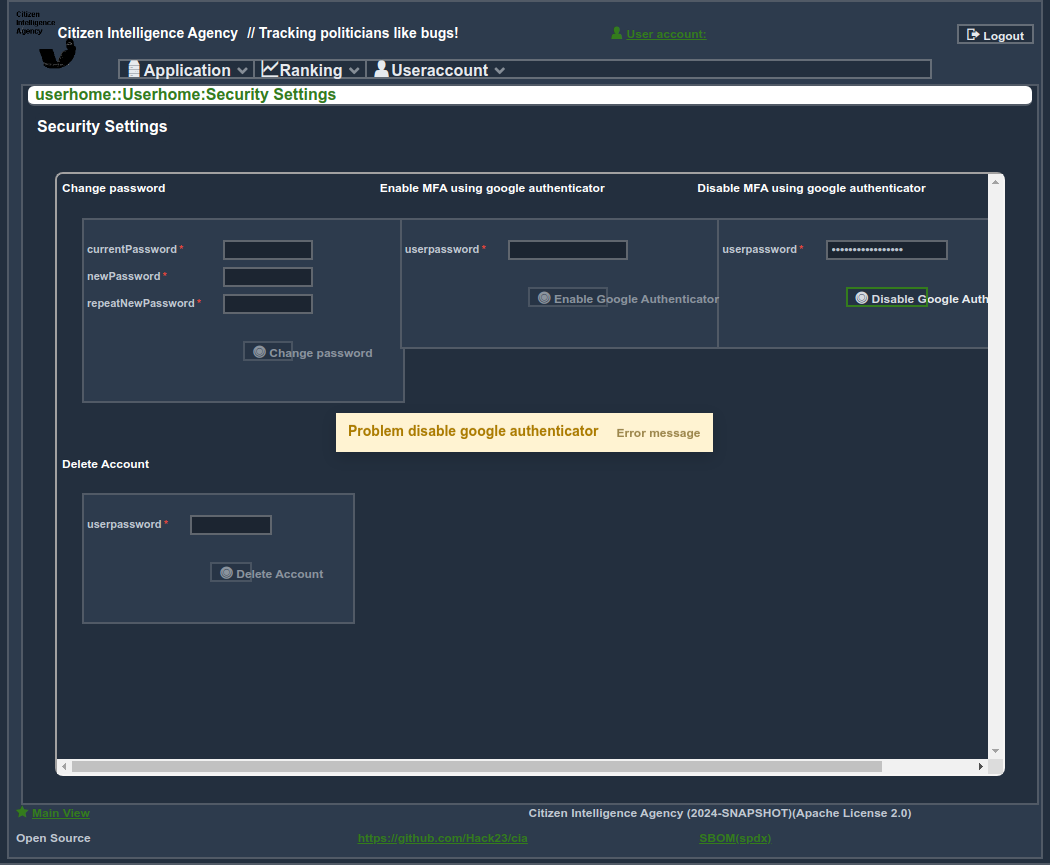 Citizen
Intelligence
Agency
Citizen Intelligence Agency // Tracking politicians like bugs!
User account:
Logout
Application
Ranking
Useraccount
userhome::Userhome:Security Settings
Security Settings
Change password
Enable MFA using google authenticator
Disable MFA using google authenticator
currentPassword *
newPassword *
repeatNewPassword *
Change password
userpassword *
Enable Google Authenticator
userpassword *
•••••••••••••••••
Disable Google Auth
Problem disable google authenticator Error message
Delete Account
userpassword *
Delete Account
Main View
Citizen Intelligence Agency (2024-SNAPSHOT)(Apache License 2.0)
Open Source
https://github.com/Hack23/cia
SBOM(spdx)